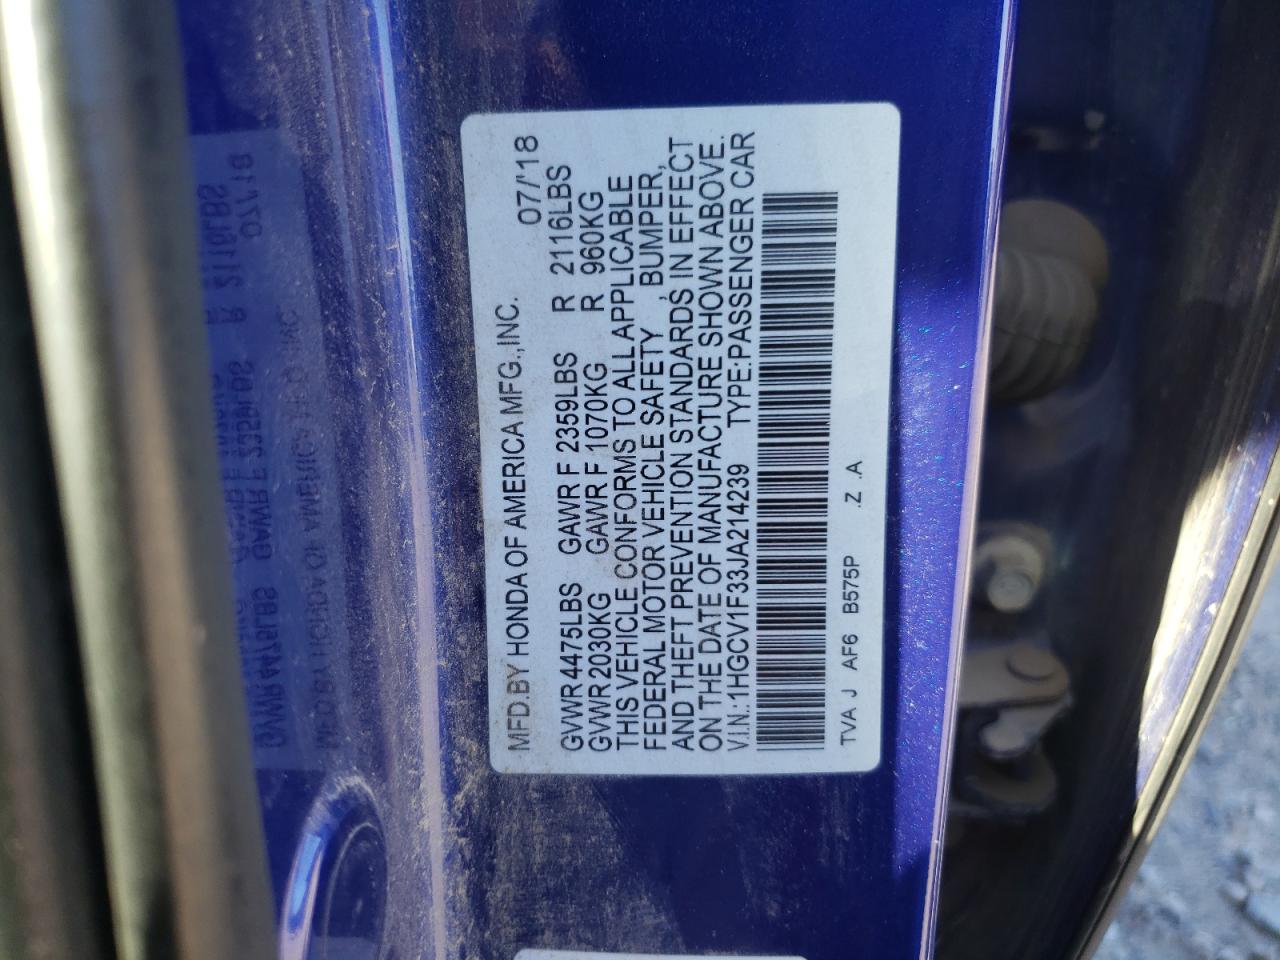 MFD.BY HONDA OF AMERICA MFG.,INC. 07/'18
GVWR 4475LBS GAWR F 2359LBS R 2116LBS
GVWR 2030KG GAWR F 1070KG R 960KG
THIS VEHICLE CONFORMS TO ALL APPLICABLE
FEDERAL MOTOR VEHICLE SAFETY , BUMPER,
AND THEFT PREVENTION STANDARDS IN EFFECT
ON THE DATE OF MANUFACTURE SHOWN ABOVE.
V.I.N.:1HGCV1F33JA214239 TYPE:PASSENGER CAR
TVA J AF6 B575P .Z .A